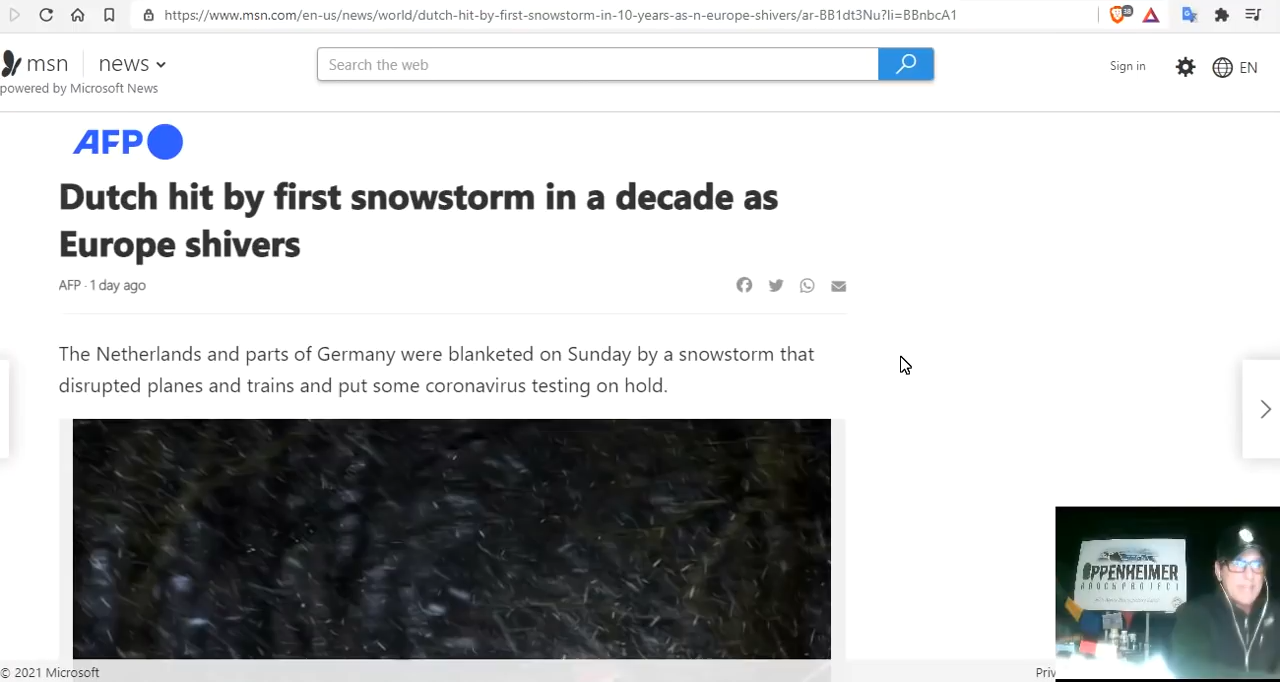 https://www.msn.com/en-us/news/world/dutch-hit-by-first-snowstorm-in-10-years-as-n-europe-shivers/ar-BB1dt3Nu?li=BBnbcA1
38
msn
news
Search the web
Sign in
EN
powered by Microsoft News
AFP
Dutch hit by first snowstorm in a decade as
Europe shivers
AFP · 1 day ago
The Netherlands and parts of Germany were blanketed on Sunday by a snowstorm that
disrupted planes and trains and put some coronavirus testing on hold.
OPPENHEIMER
RANCH PROJECT
© 2021 Microsoft
Priv